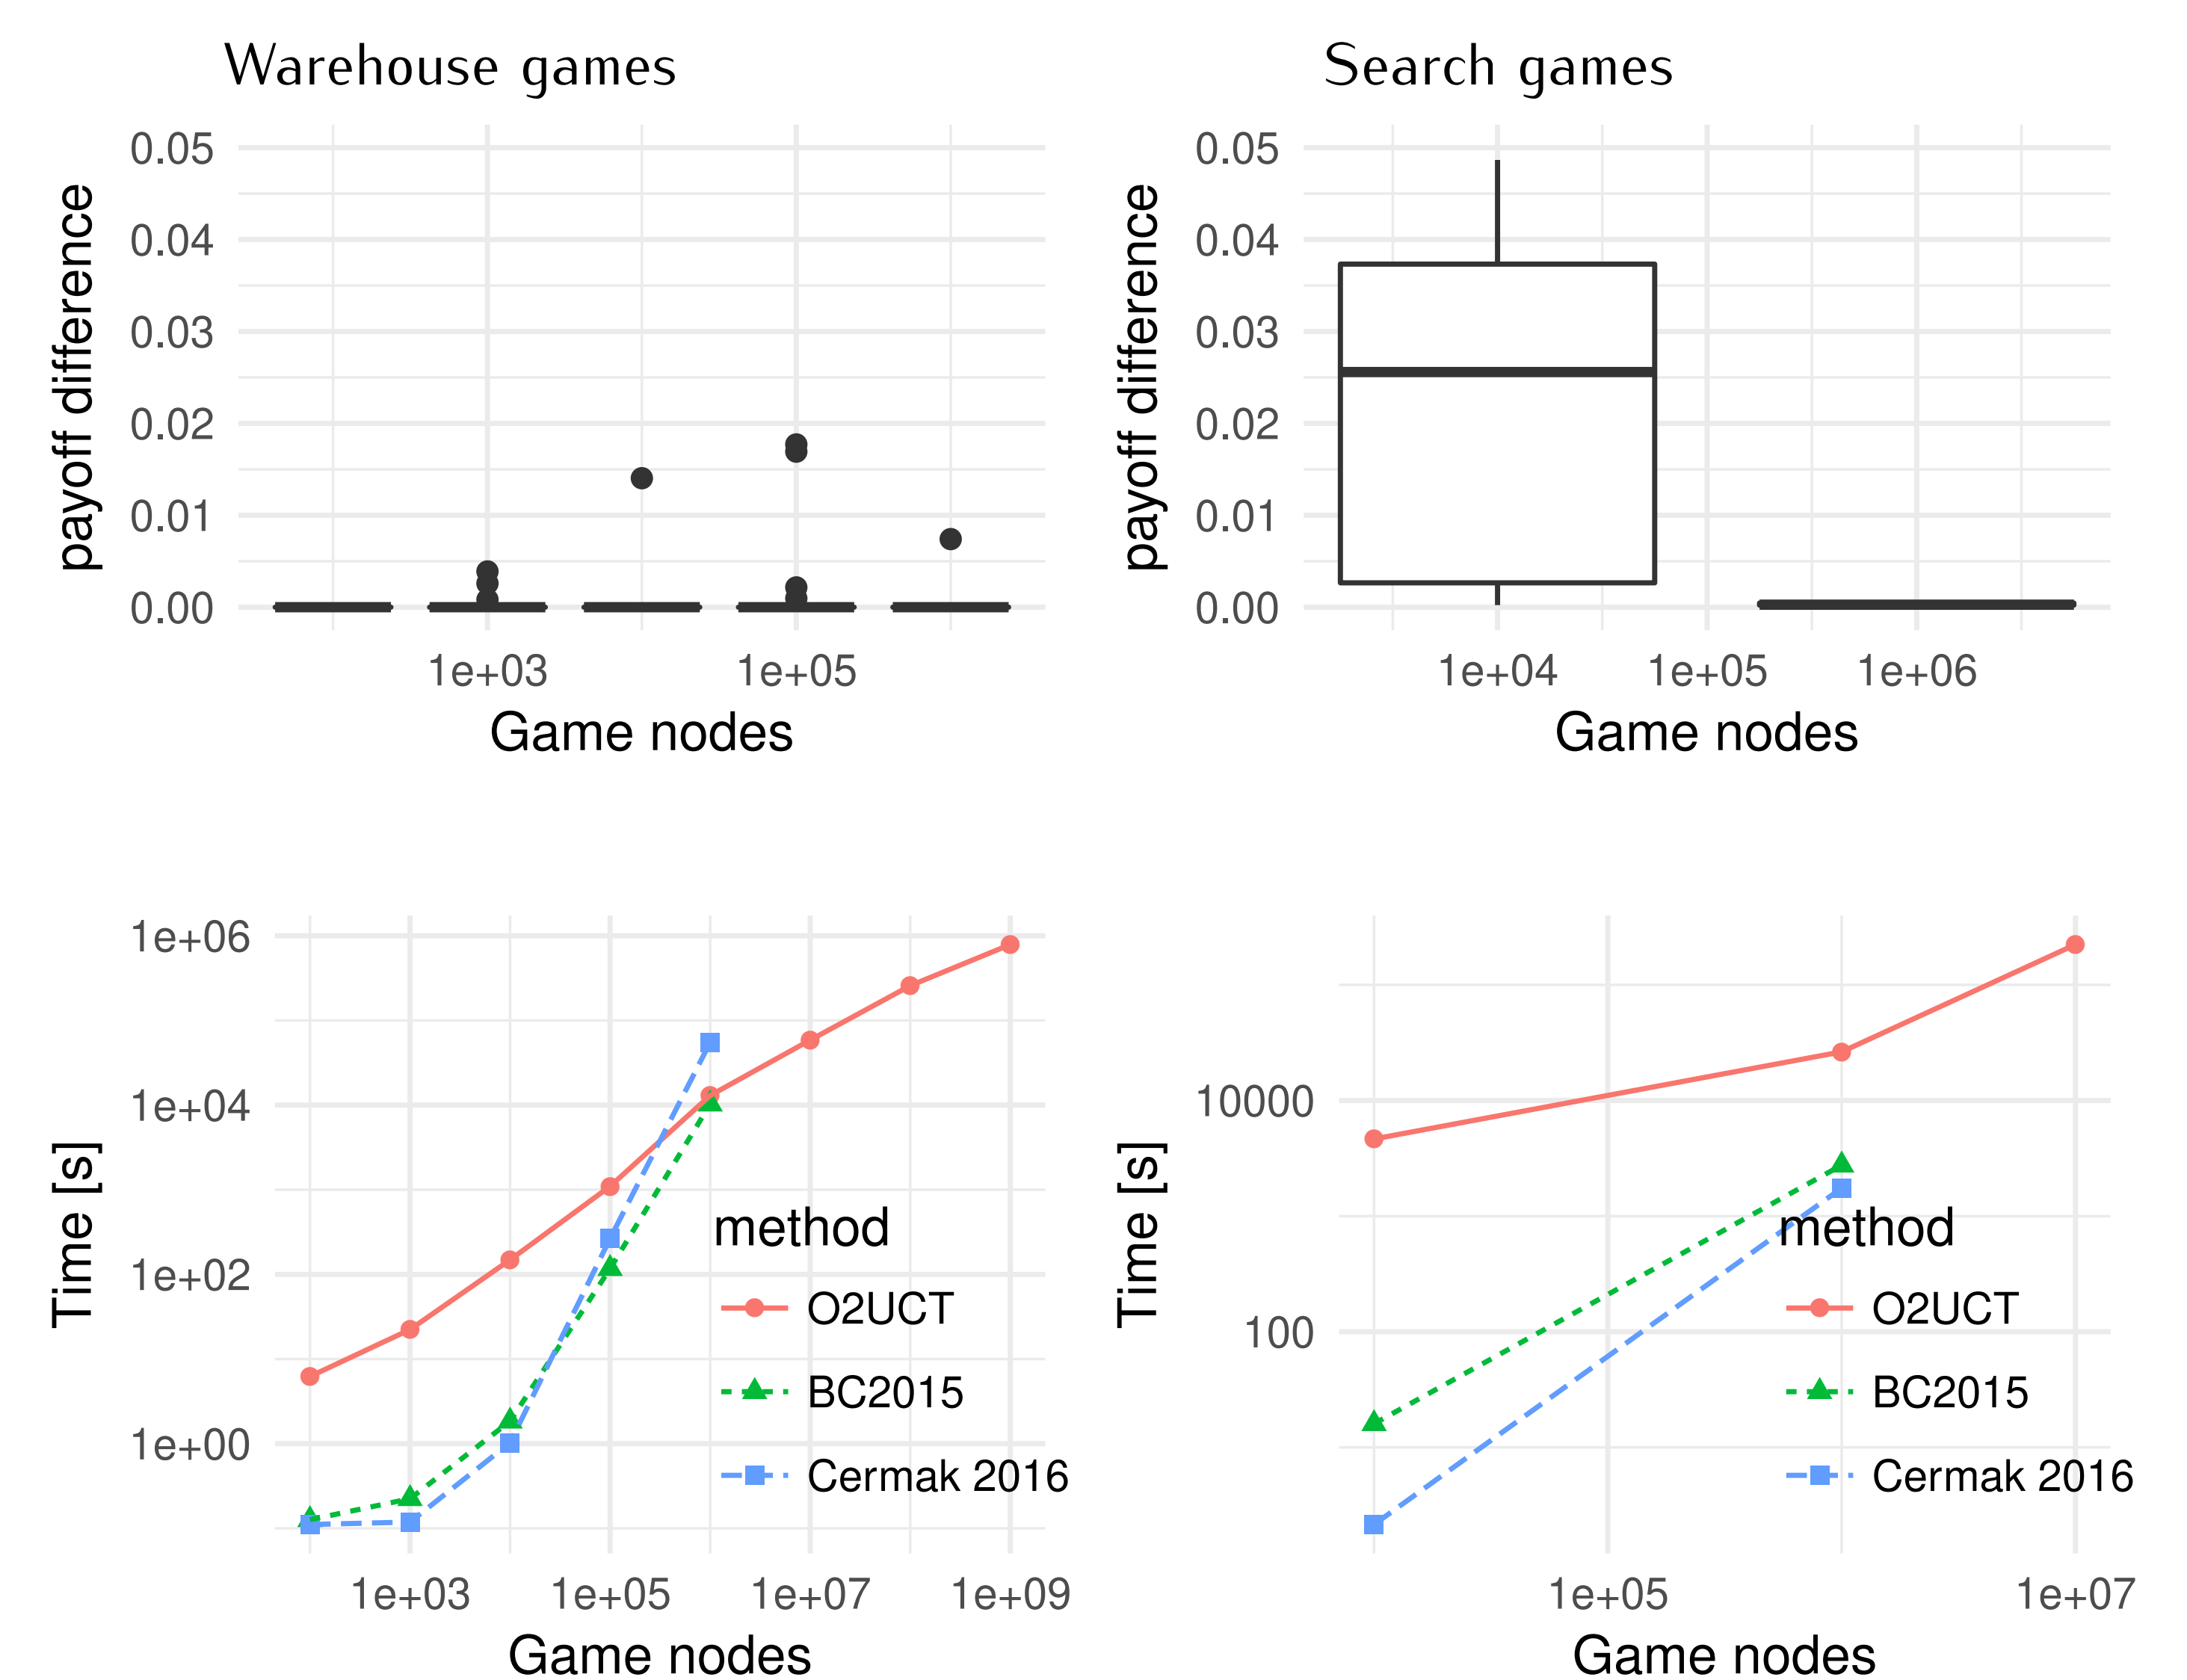 Warehouse games
0.05
0.04
0.03
0.02
0.01
0.00
payoff difference
1e+03 1e+05
Game nodes
Search games
0.05
0.04
0.03
0.02
0.01
0.00
payoff difference
1e+04 1e+05 1e+06
Game nodes
1e+06
1e+04
1e+02
1e+00
Time [s]
method
O2UCT
BC2015
Cermak 2016
1e+03 1e+05 1e+07 1e+09
Game nodes
10000
100
Time [s]
method
O2UCT
BC2015
Cermak 2016
1e+05 1e+07
Game nodes